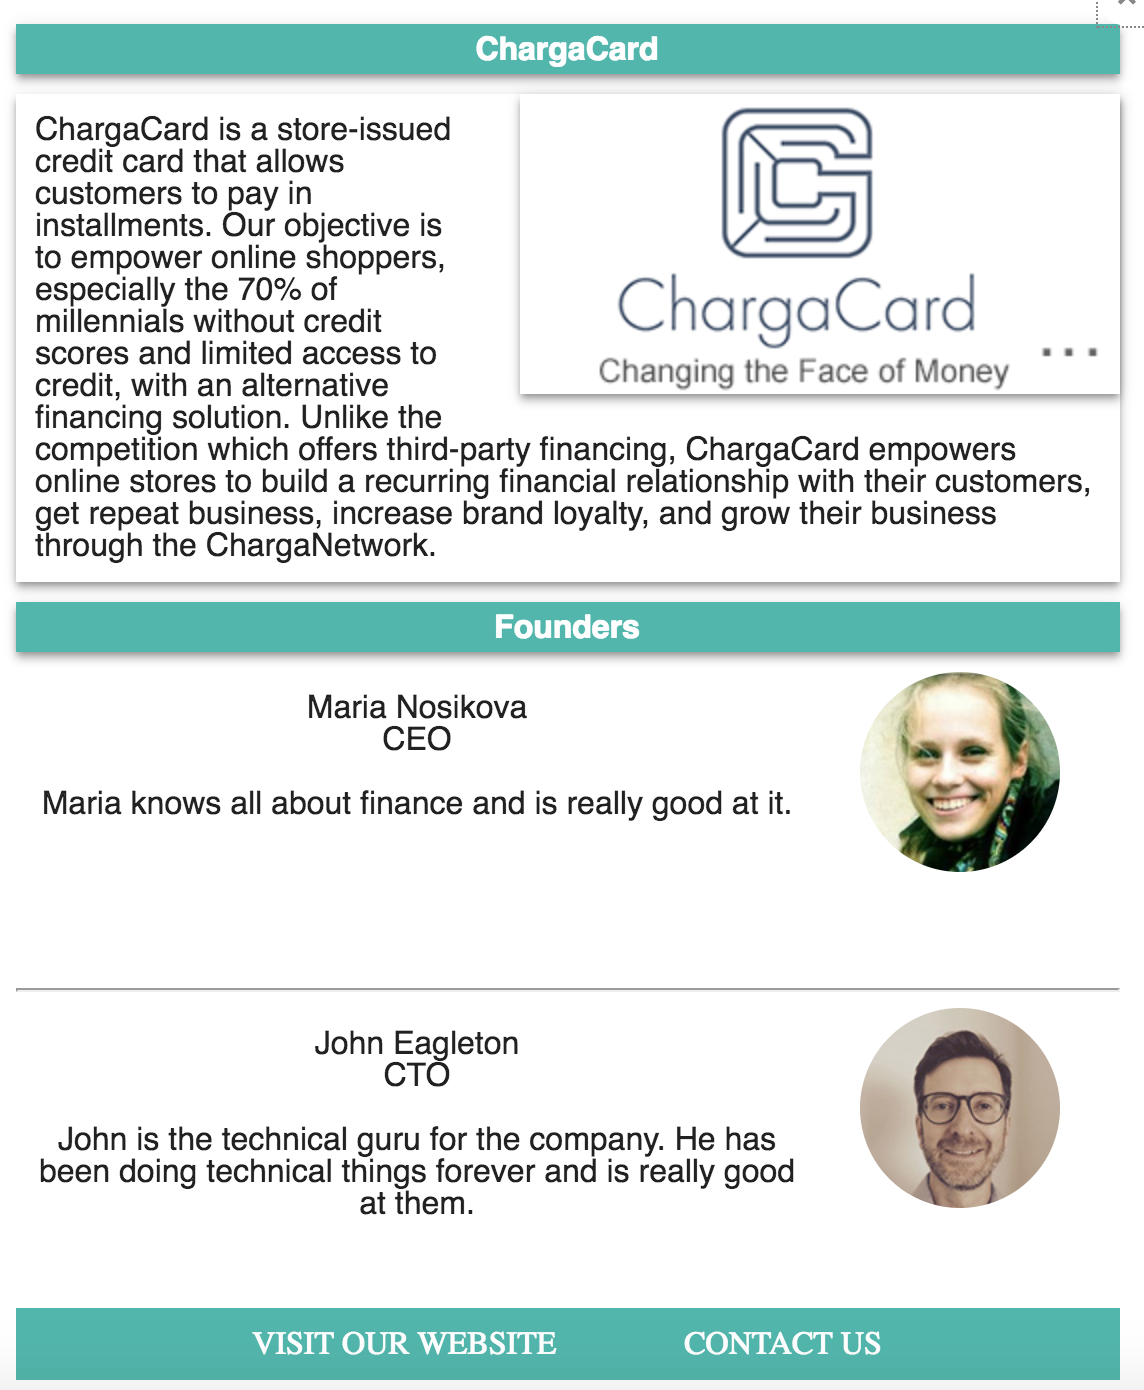 ChargaCard
ChargaCard is a store-issued
credit card that allows
customers to pay in
installments. Our objective is
to empower online shoppers,
especially the 70% of
millennials without credit
scores and limited access to
credit, with an alternative
financing solution. Unlike the
competition which offers third-party financing, ChargaCard empowers
online stores to build a recurring financial relationship with their customers,
get repeat business, increase brand loyalty, and grow their business
through the ChargaNetwork.
ChargaCard
Changing the Face of Money
...
Founders
Maria Nosikova
CEO
Maria knows all about finance and is really good at it.
John Eagleton
CTO
John is the technical guru for the company. He has
been doing technical things forever and is really good
at them.
VISIT OUR WEBSITE
CONTACT US